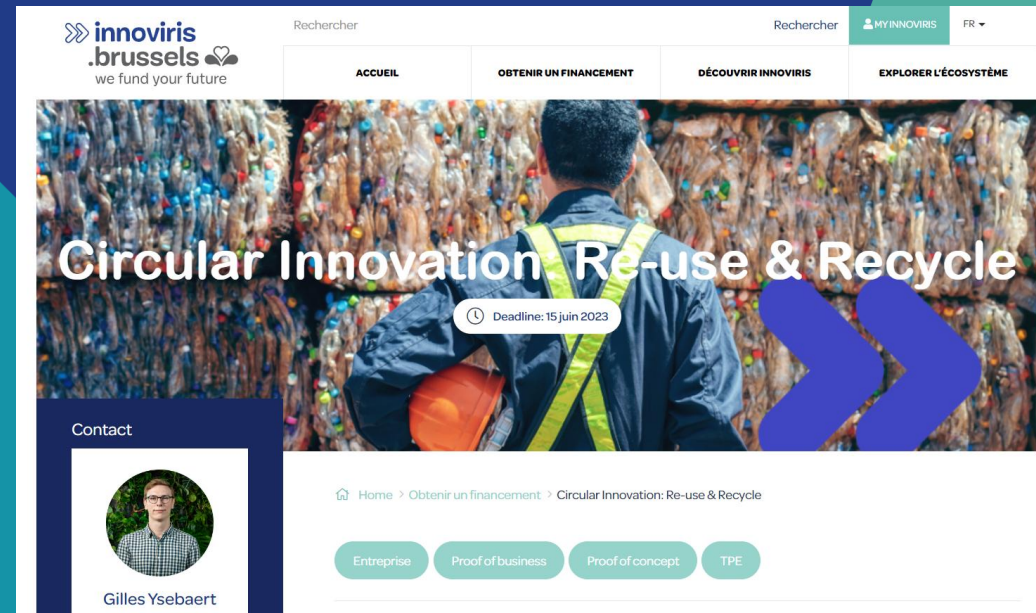 innoviris
.brussels
we fund your future
Rechercher
Rechercher
MY INNOVIRIS
FR
ACCUEIL
OBTENIR UN FINANCEMENT
DÉCOUVRIR INNOVIRIS
EXPLORER L'ÉCOSYSTÈME
Circular Innovation: Re-use & Recycle
Deadline: 15 juin 2023
Contact
Gilles Ysebaert
Home > Obtenir un financement > Circular Innovation: Re-use & Recycle
Entreprise
Proof of business
Proof of concept
TPE